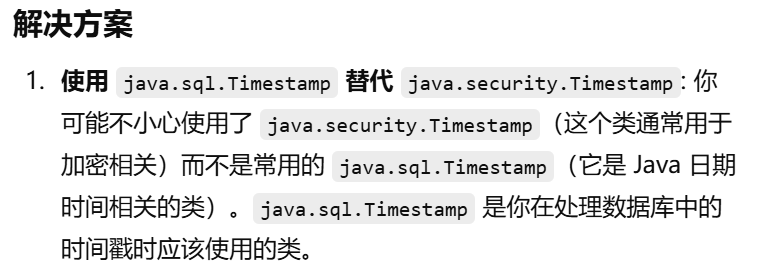 解决方案
1. 使用 java.sql.Timestamp 替代 java.security.Timestamp: 你
可能不小心使用了 java.security.Timestamp（这个类通常用于
加密相关）而不是常用的 java.sql.Timestamp（它是 Java 日期
时间相关的类）。java.sql.Timestamp 是你在处理数据库中的
时间戳时应该使用的类。